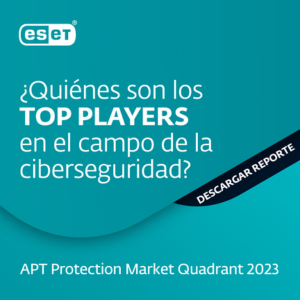 eset®
¿Quiénes son los
TOP PLAYERS
en el campo de la
ciberseguridad?
DESCARGAR REPORTE
APT Protection Market Quadrant 2023